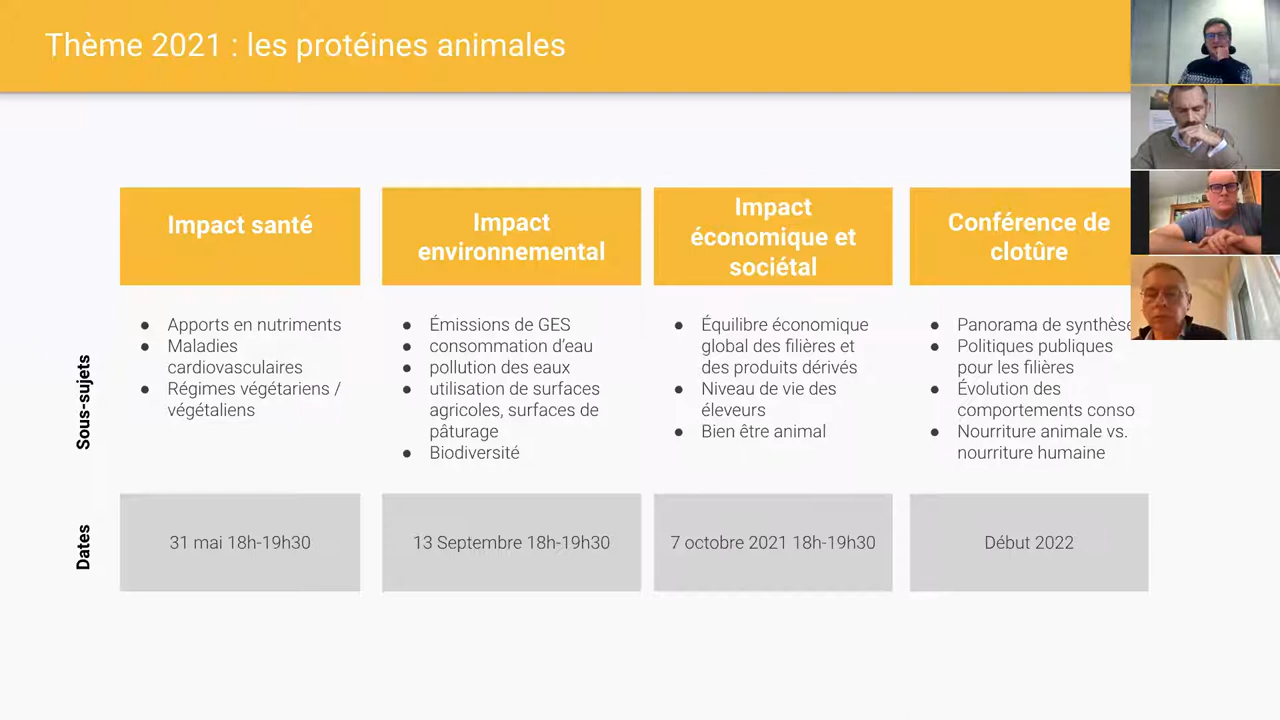 Thème 2021 : les protéines animales
Impact santé
Impact
environnemental
Impact
économique et
sociétal
Conférence de
clotûre
Sous-sujets
● Apports en nutriments
● Maladies
cardiovasculaires
● Régimes végétariens /
végétaliens
● Émissions de GES
● consommation d'eau
● pollution des eaux
● utilisation de surfaces
agricoles, surfaces de
pâturage
● Biodiversité
● Équilibre économique
global des filières et
des produits dérivés
● Niveau de vie des
éleveurs
● Bien être animal
● Panorama de synthèse
● Politiques publiques
pour les filières
● Évolution des
comportements conso
● Nourriture animale vs.
nourriture humaine
Dates
31 mai 18h-19h30
13 Septembre 18h-19h30
7 octobre 2021 18h-19h30
Début 2022